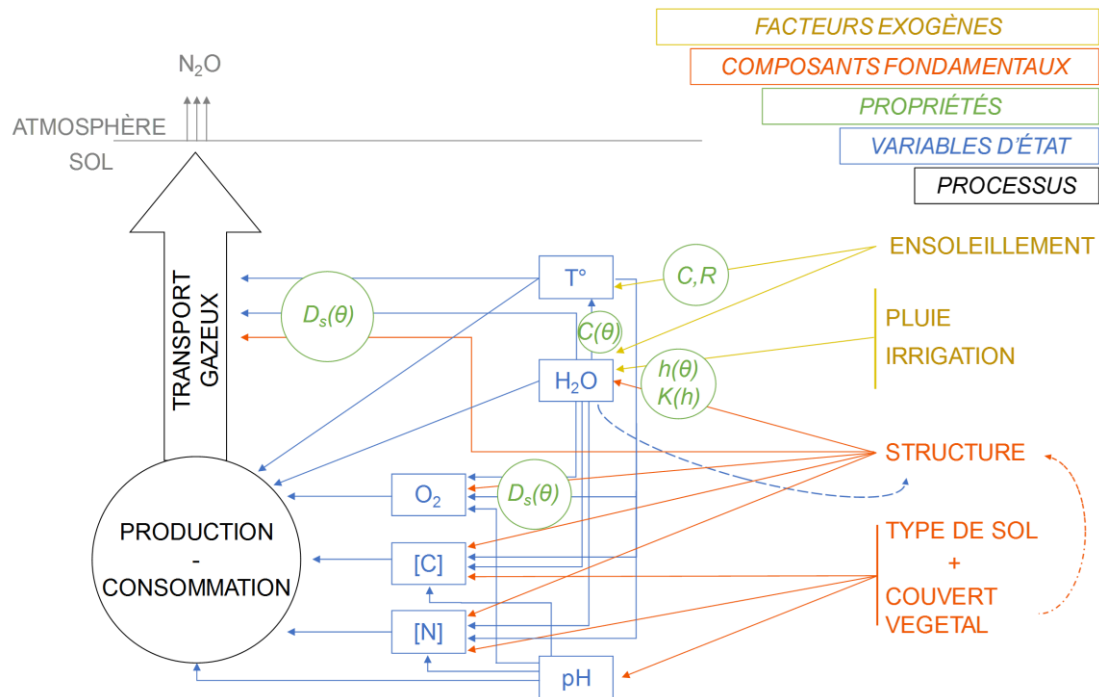 FACTEURS EXOGÈNES
COMPOSANTS FONDAMENTAUX
PROPRIÉTÉS
VARIABLES D'ÉTAT
PROCESSUS
N₂O
ATMOSPHÈRE
SOL
TRANSPORT
GAZEUX
Dₛ(θ)
T°
C,R
ENSOLEILLEMENT
C(θ)
H₂O
h(θ)
K(h)
PLUIE
IRRIGATION
STRUCTURE
O₂
Dₛ(θ)
PRODUCTION
-
CONSOMMATION
[C]
[N]
pH
TYPE DE SOL
+
COUVERT
VEGETAL